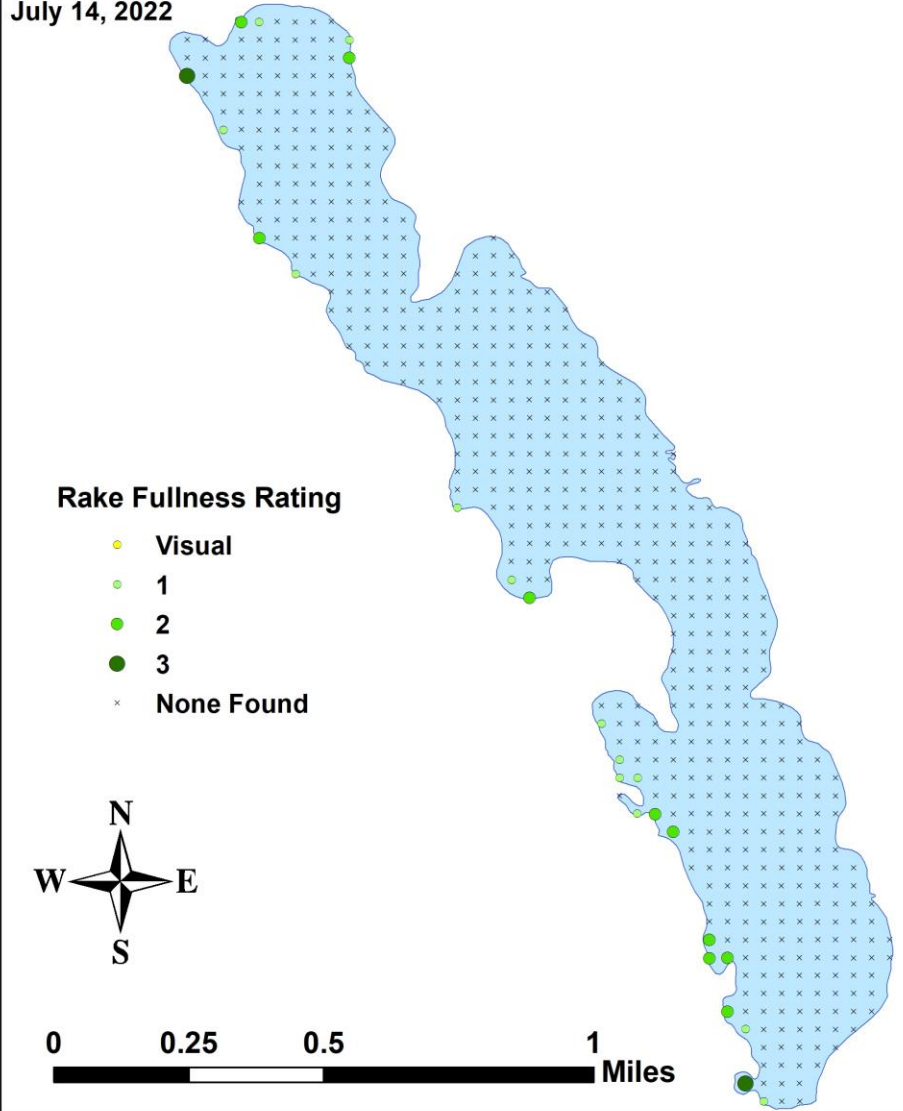 July 14, 2022
Rake Fullness Rating
Visual
1
2
3
None Found
N
W E
S
0 0.25 0.5 1
Miles